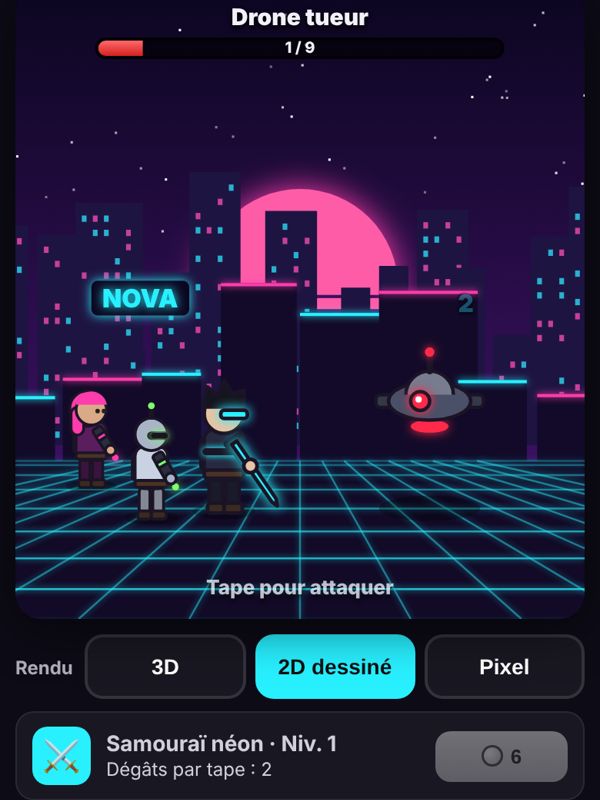 Drone tueur
1 / 9
NOVA
2
Tape pour attaquer
Rendu
3D
2D dessiné
Pixel
Samouraï néon · Niv. 1
6
Dégâts par tape : 2